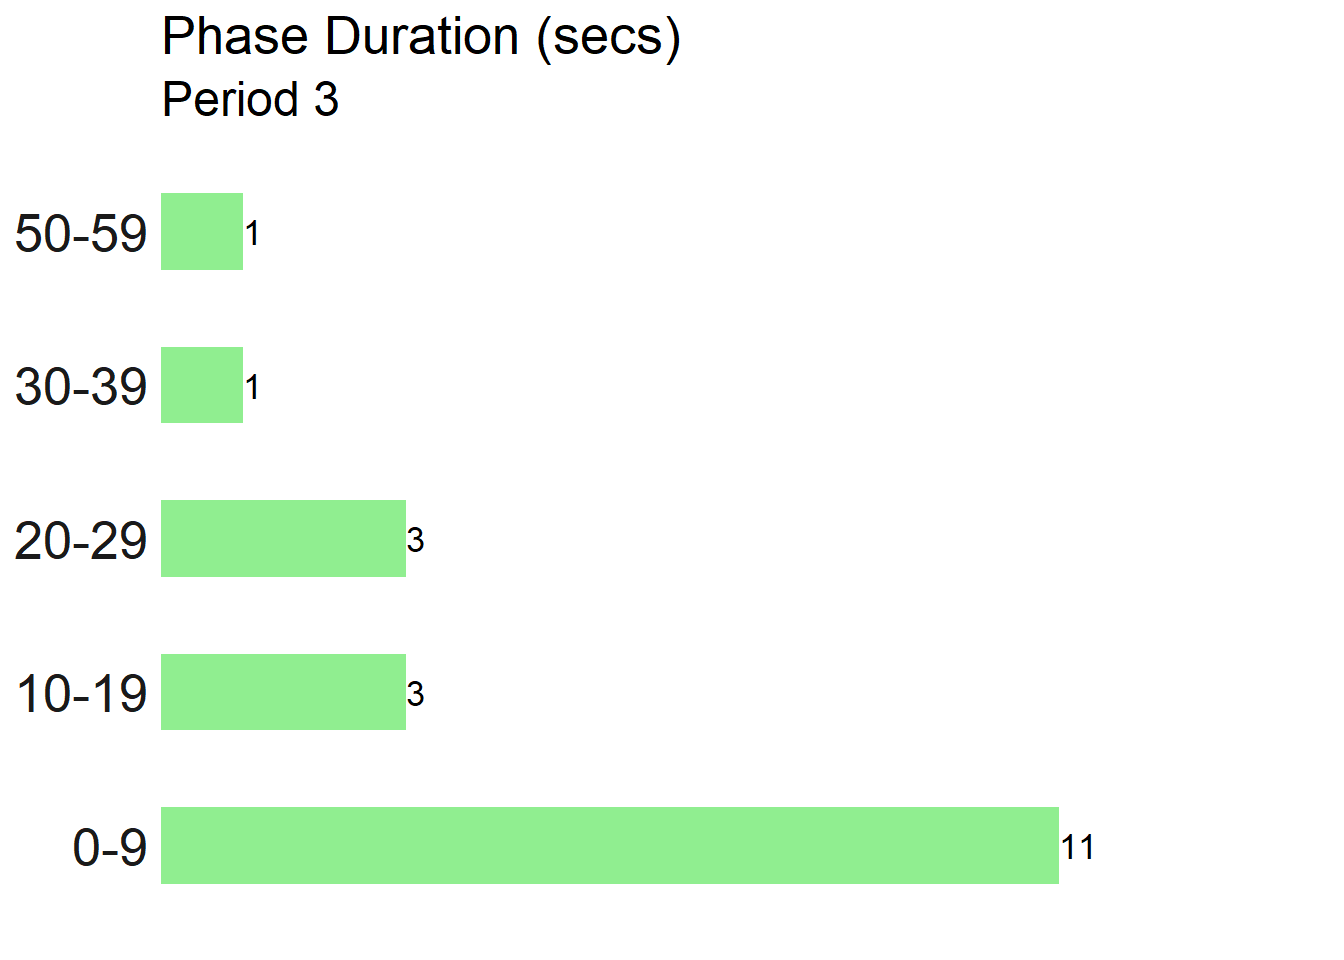 Phase Duration (secs)
Period 3
50-59 1
30-39 1
20-29 3
10-19 3
0-9 11